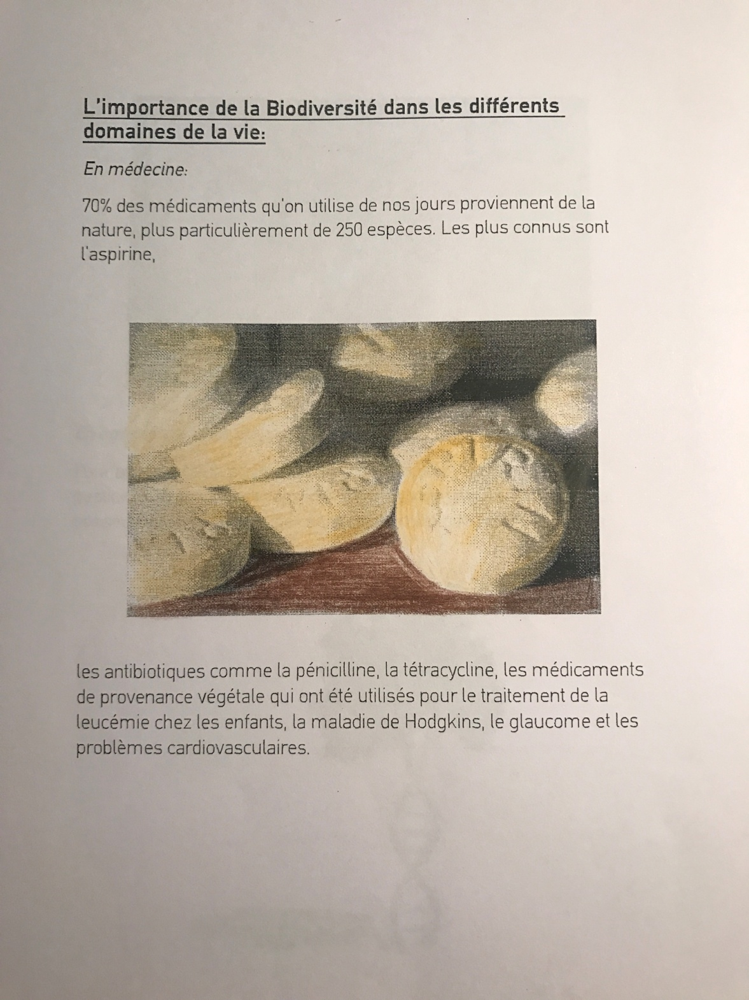 L'importance de la Biodiversité dans les différents
domaines de la vie:
En médecine:
70% des médicaments qu'on utilise de nos jours proviennent de la
nature, plus particulièrement de 250 espèces. Les plus connus sont
l'aspirine,
les antibiotiques comme la pénicilline, la tétracycline, les médicaments
de provenance végétale qui ont été utilisés pour le traitement de la
leucémie chez les enfants, la maladie de Hodgkins, le glaucome et les
problèmes cardiovasculaires.